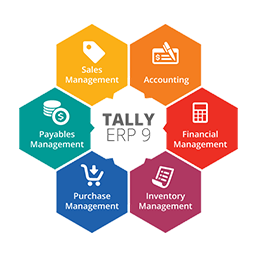 Sales
Management
Accounting
TALLY
ERP 9
Payables
Management
Financial
Management
Purchase
Management
Inventory
Management